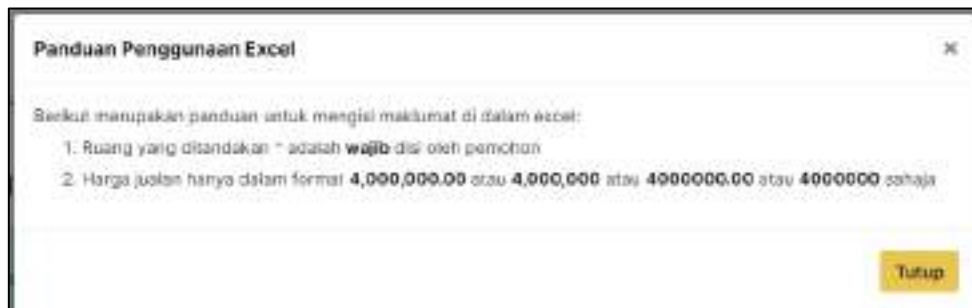 Panduan Penggunaan Excel ×
Berikut merupakan panduan untuk mengisi maklumat di dalam excel:
1. Ruang yang ditandakan * adalah wajib diisi oleh pemohon
2. Harga jualan hanya dalam format 4,000,000.00 atau 4,000,000 atau 4000000.00 atau 4000000 sahaja
Tutup